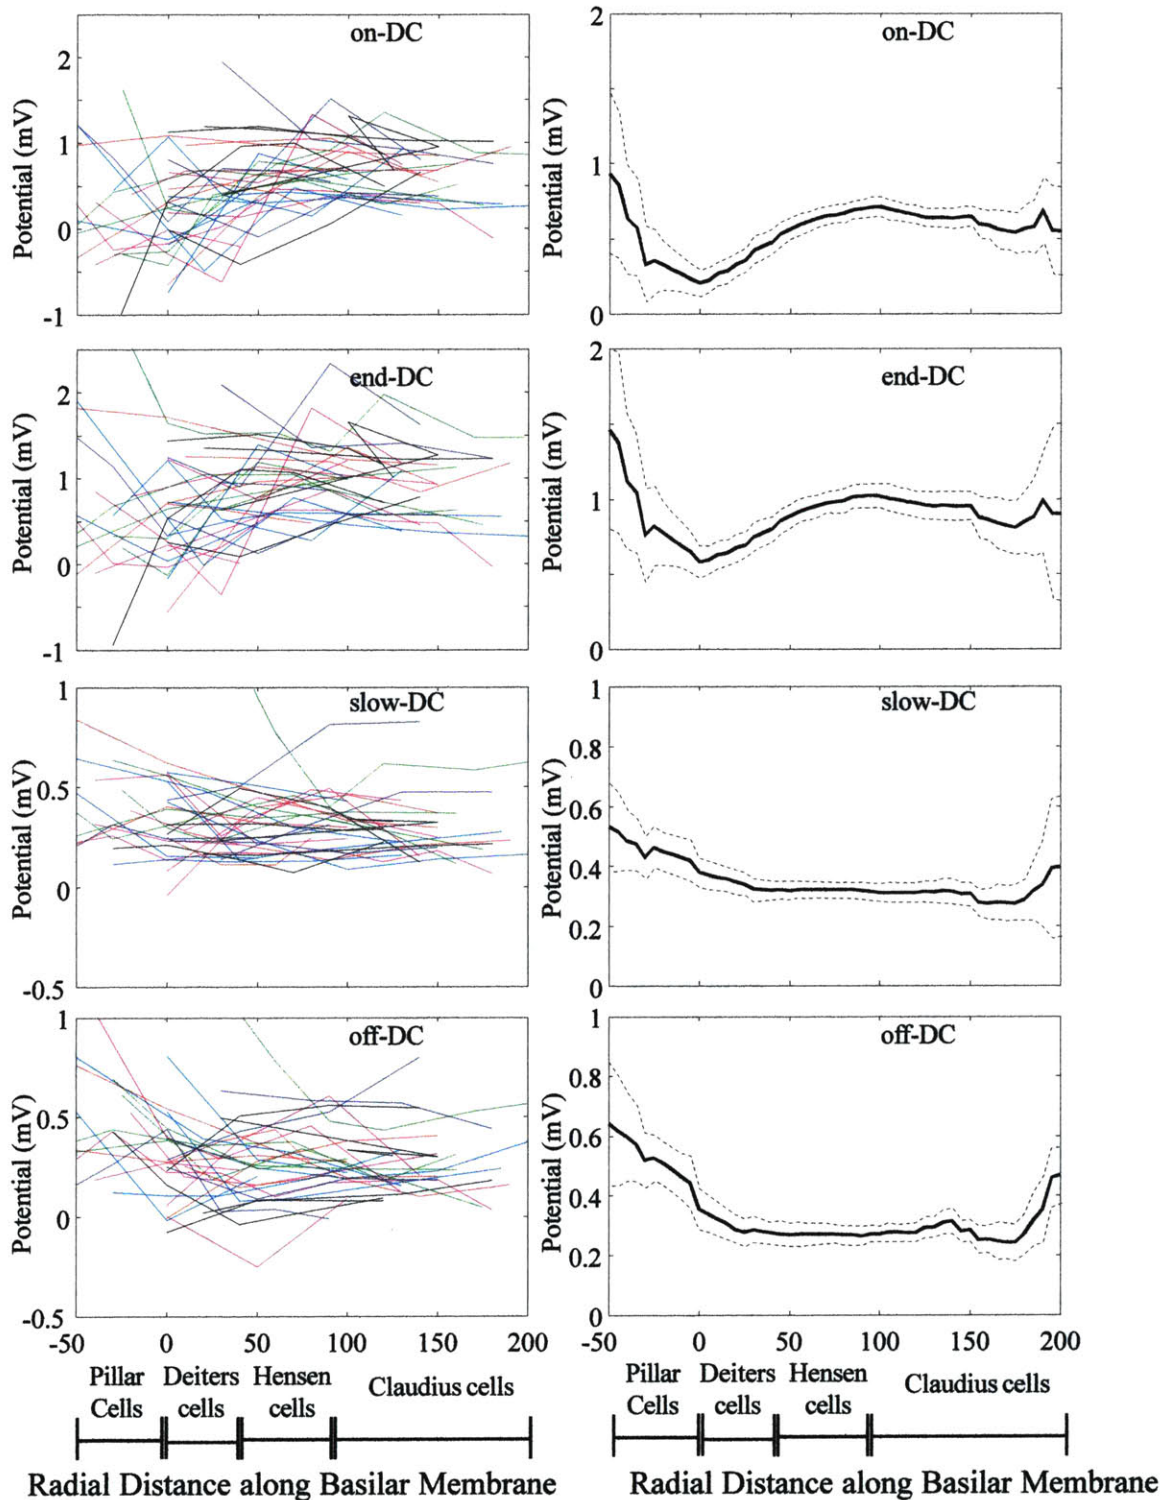 on-DC
Potential (mV)
2
1
0
-1
on-DC
Potential (mV)
2
1
0
end-DC
Potential (mV)
2
1
0
-1
end-DC
Potential (mV)
2
1
0
slow-DC
Potential (mV)
1
0.5
0
-0.5
slow-DC
Potential (mV)
1
0.8
0.6
0.4
0.2
0
off-DC
Potential (mV)
1
0.5
0
-0.5
-50 0 50 100 150 200
off-DC
Potential (mV)
1
0.8
0.6
0.4
0.2
0
-50 0 50 100 150 200
Pillar Deiters Hensen
Cells cells cells
Claudius cells
Radial Distance along Basilar Membrane
Pillar Deiters Hensen
Cells cells cells
Claudius cells
Radial Distance along Basilar Membrane